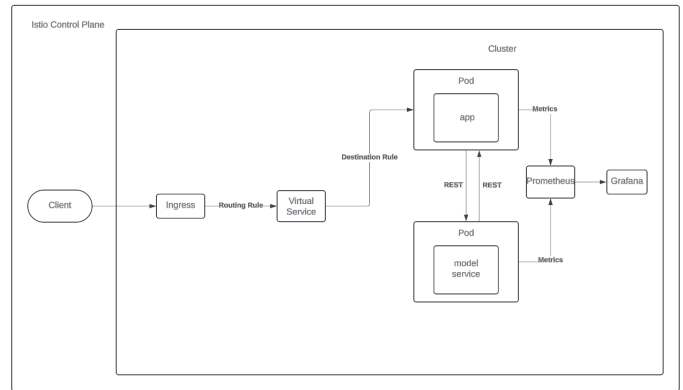 Istio Control Plane
Cluster
Pod
app
Metrics
Destination Rule
Client
Ingress
Routing Rule
Virtual
Service
REST
REST
Prometheus
Grafana
Pod
model
service
Metrics